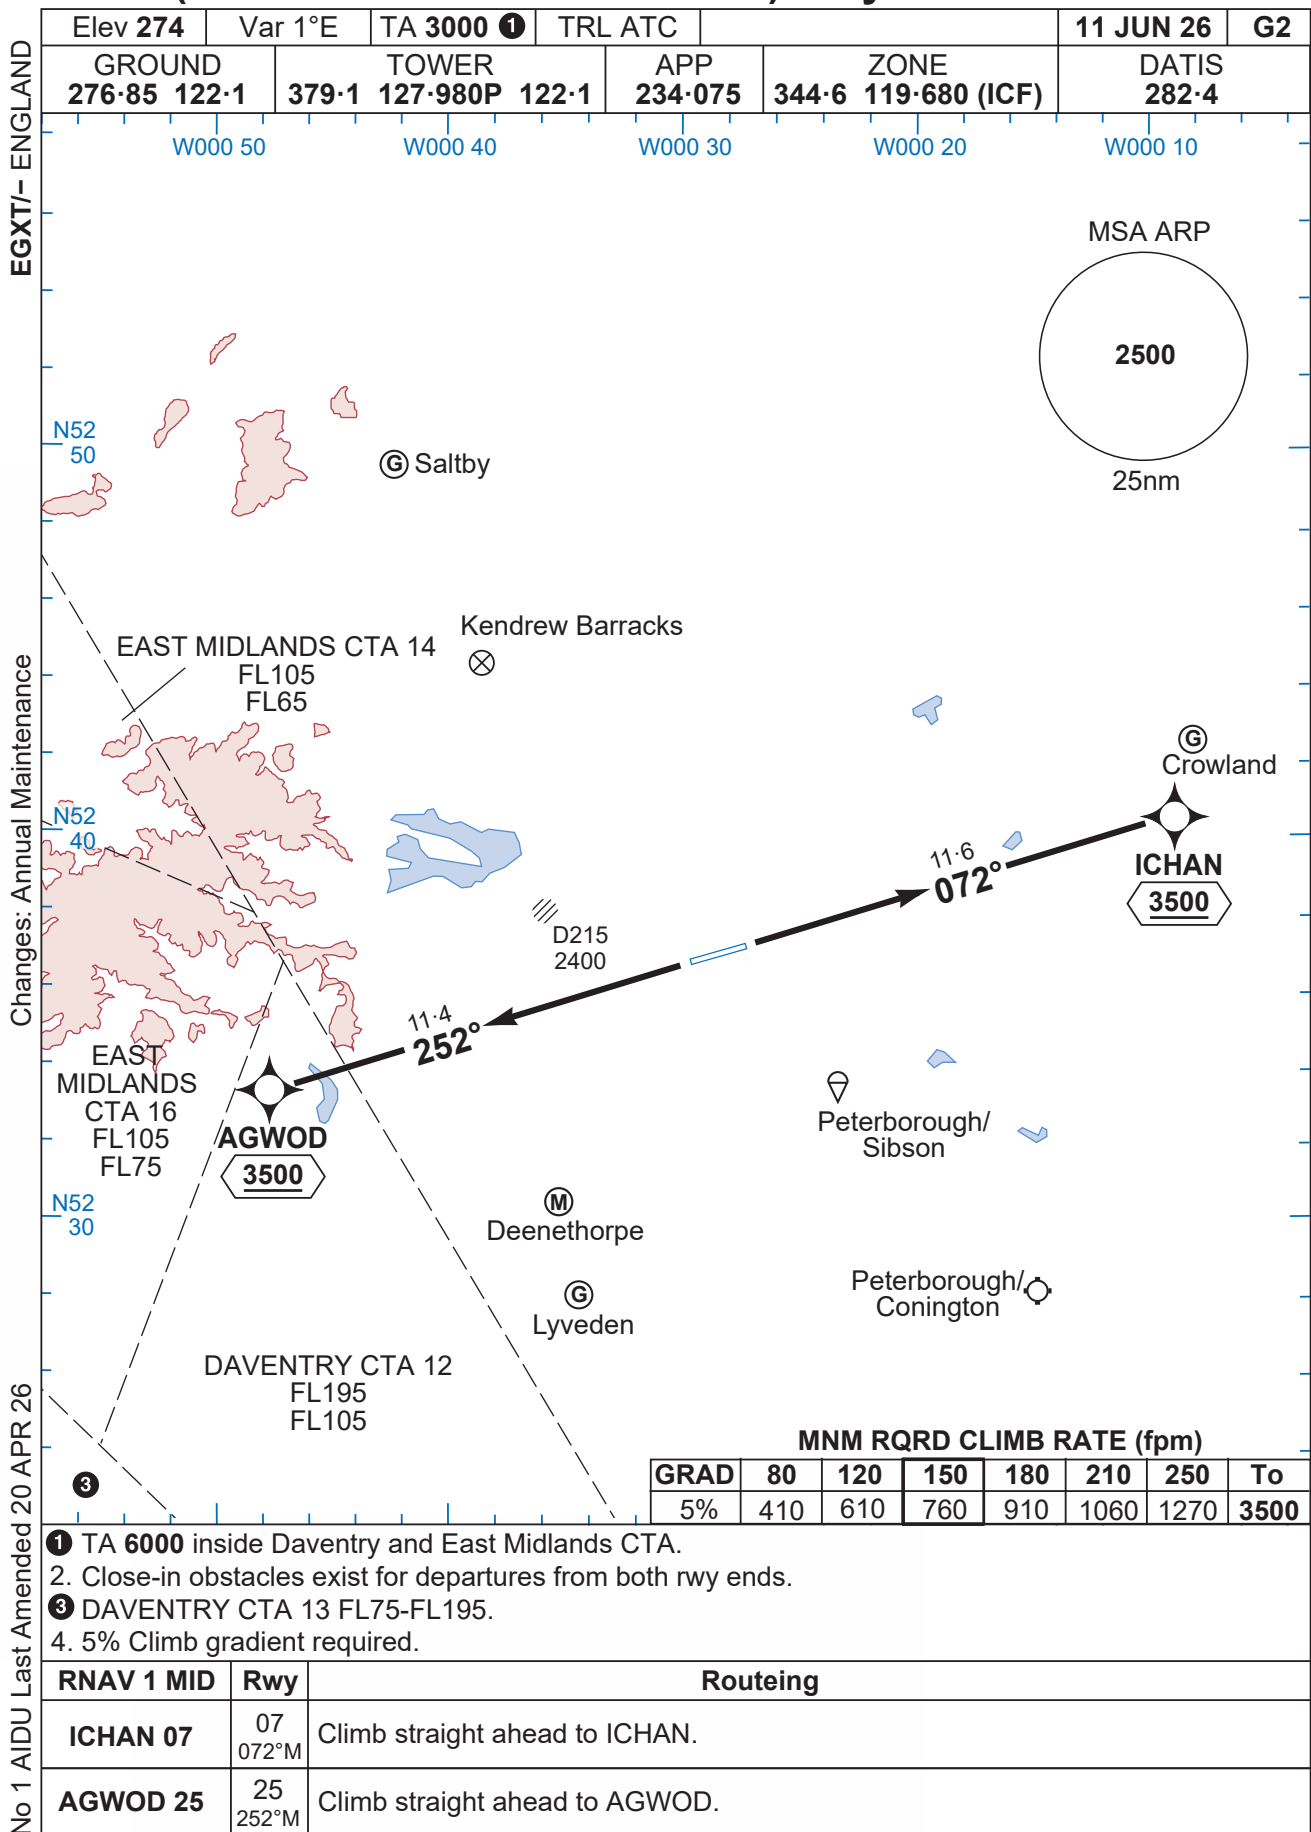 Elev 274 Var 1°E TA 3000 ❶ TRL ATC 11 JUN 26 G2
GROUND TOWER APP ZONE DATIS
276·85 122·1 379·1 127·980P 122·1 234·075 344·6 119·680 (ICF) 282·4
EGXT/– ENGLAND
W000 50 W000 40 W000 30 W000 20 W000 10
MSA ARP
2500
25nm
N52
50
G Saltby
Kendrew Barracks
EAST MIDLANDS CTA 14
FL105
FL65
G
Crowland
N52
40
11·6
072°
ICHAN
3500
D215
2400
11·4
252°
EAST
MIDLANDS
CTA 16
FL105
FL75
AGWOD
3500
Peterborough/
Sibson
N52
30
M
Deenethorpe
Peterborough/
Conington
G
Lyveden
DAVENTRY CTA 12
FL195
FL105
❸
MNM RQRD CLIMB RATE (fpm)
GRAD 80 120 150 180 210 250 To
5% 410 610 760 910 1060 1270 3500
❶ TA 6000 inside Daventry and East Midlands CTA.
2. Close-in obstacles exist for departures from both rwy ends.
❸ DAVENTRY CTA 13 FL75-FL195.
4. 5% Climb gradient required.
RNAV 1 MID Rwy Routeing
ICHAN 07 07 Climb straight ahead to ICHAN.
072°M
AGWOD 25 25 Climb straight ahead to AGWOD.
252°M
Changes: Annual Maintenance
No 1 AIDU Last Amended 20 APR 26